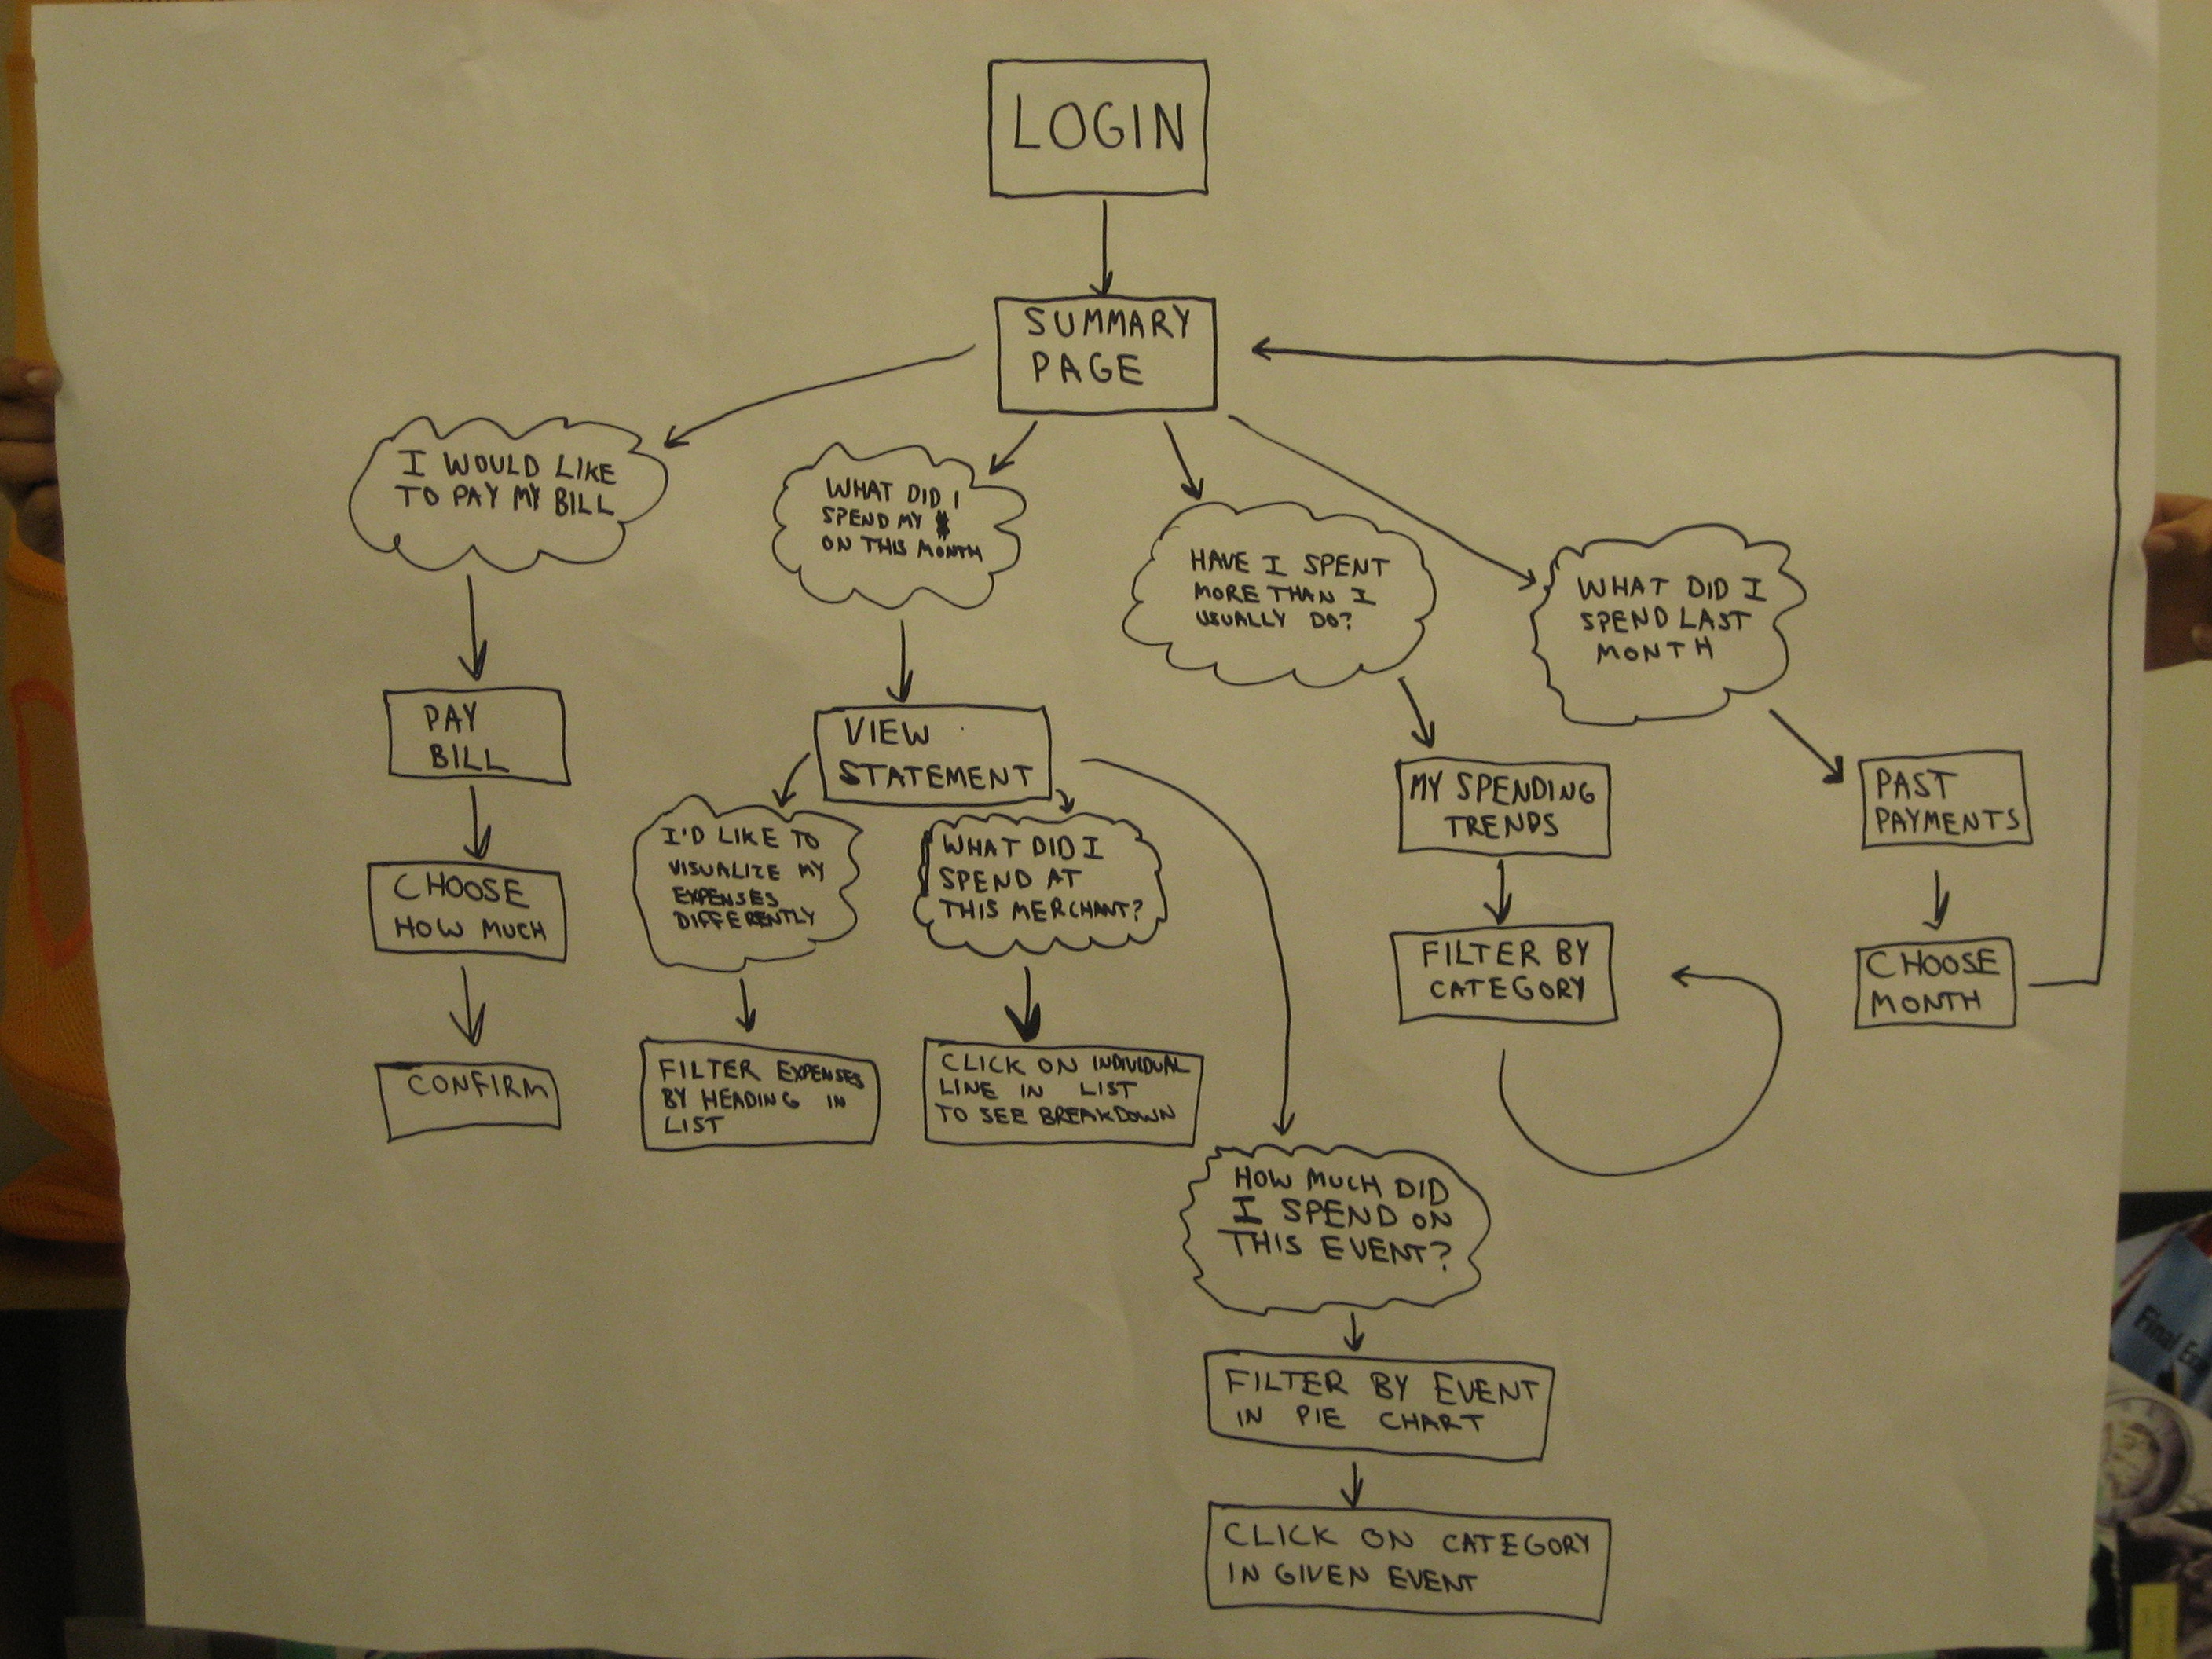 LOGIN
SUMMARY
PAGE
I WOULD LIKE
TO PAY MY BILL
WHAT DID I
SPEND MY $
ON THIS MONTH
HAVE I SPENT
MORE THAN I
USUALLY DO?
WHAT DID I
SPEND LAST
MONTH
PAY
BILL
VIEW
STATEMENT
MY SPENDING
TRENDS
PAST
PAYMENTS
CHOOSE
HOW MUCH
I'D LIKE TO
VISUALIZE MY
EXPENSES
DIFFERENTLY
WHAT DID I
SPEND AT
THIS MERCHANT?
FILTER BY
CATEGORY
CHOOSE
MONTH
CONFIRM
FILTER EXPENSES
BY HEADING IN
LIST
CLICK ON INDIVIDUAL
LINE IN LIST
TO SEE BREAKDOWN
HOW MUCH DID
I SPEND ON
THIS EVENT?
FILTER BY EVENT
IN PIE CHART
CLICK ON CATEGORY
IN GIVEN EVENT
Final